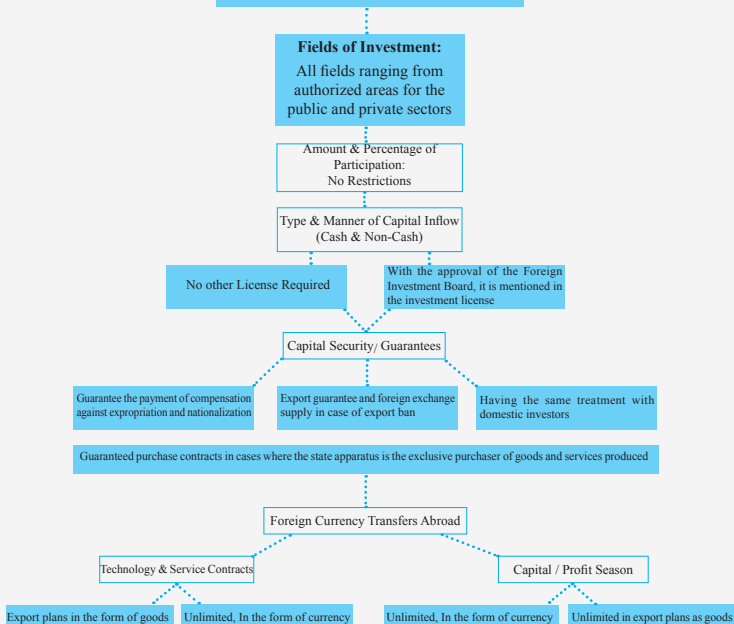 Fields of Investment:
All fields ranging from
authorized areas for the
public and private sectors
Amount & Percentage of
Participation:
No Restrictions
Type & Manner of Capital Inflow
(Cash & Non-Cash)
No other License Required
With the approval of the Foreign
Investment Board, it is mentioned in
the investment license
Capital Security/ Guarantees
Guarantee the payment of compensation
against expropriation and nationalization
Export guarantee and foreign exchange
supply in case of export ban
Having the same treatment with
domestic investors
Guaranteed purchase contracts in cases where the state apparatus is the exclusive purchaser of goods and services produced
Foreign Currency Transfers Abroad
Technology & Service Contracts
Capital / Profit Season
Export plans in the form of goods
Unlimited, In the form of currency
Unlimited, In the form of currency
Unlimited in export plans as goods